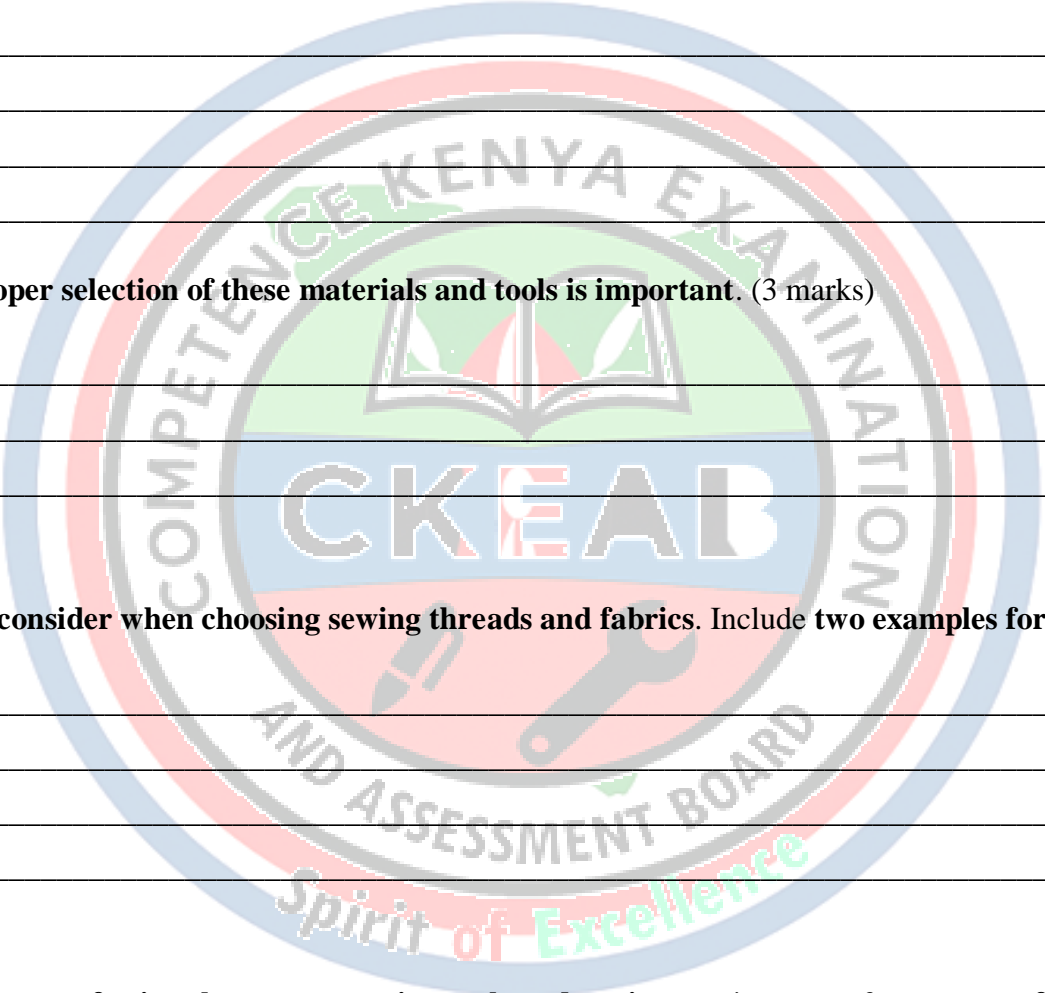 COMPETENCE KENYA EXAMINATION
oper selection of these materials and tools is important. (3 marks)
CKEAB
consider when choosing sewing threads and fabrics. Include two examples for
AND ASSESSMENT BOARD
Spirit of Excellence